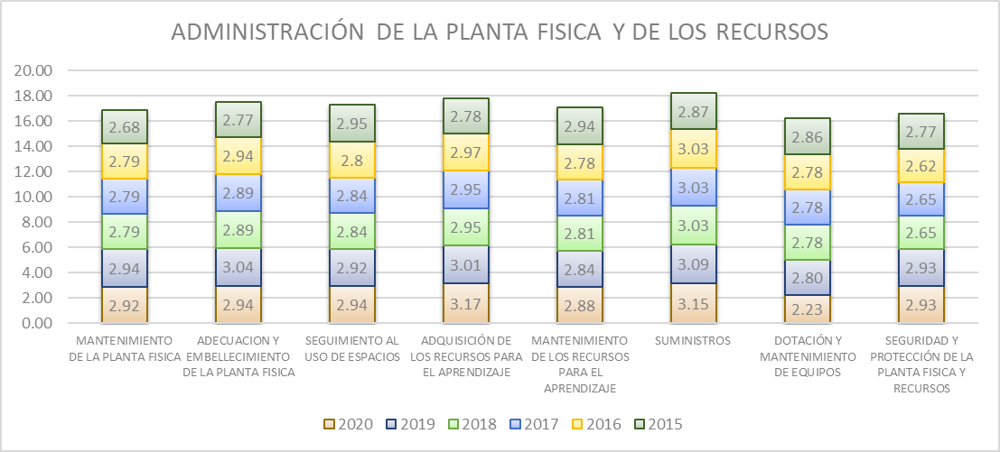 ADMINISTRACIÓN DE LA PLANTA FISICA Y DE LOS RECURSOS
20.00
18.00
16.00
14.00
12.00
10.00
8.00
6.00
4.00
2.00
0.00
2.68 2.77 2.95 2.78 2.94 2.87 2.86 2.77
2.79 2.94 2.8 2.97 2.78 3.03 2.78 2.62
2.79 2.89 2.84 2.95 2.81 3.03 2.78 2.65
2.79 2.89 2.84 2.95 2.81 3.03 2.78 2.65
2.94 3.04 2.92 3.01 2.84 3.09 2.80 2.93
2.92 2.94 2.94 3.17 2.88 3.15 2.23 2.93
MANTENIMIENTO
DE LA PLANTA FISICA
ADECUACION Y
EMBELLECIMIENTO
DE LA PLANTA FISICA
SEGUIMIENTO AL
USO DE ESPACIOS
ADQUISICIÓN DE
LOS RECURSOS PARA
EL APRENDIZAJE
MANTENIMIENTO
DE LOS RECURSOS
PARA EL
APRENDIZAJE
SUMINISTROS
DOTACIÓN Y
MANTENIMIENTO
DE EQUIPOS
SEGURIDAD Y
PROTECCIÓN DE LA
PLANTA FISICA Y
RECURSOS
2020 2019 2018 2017 2016 2015